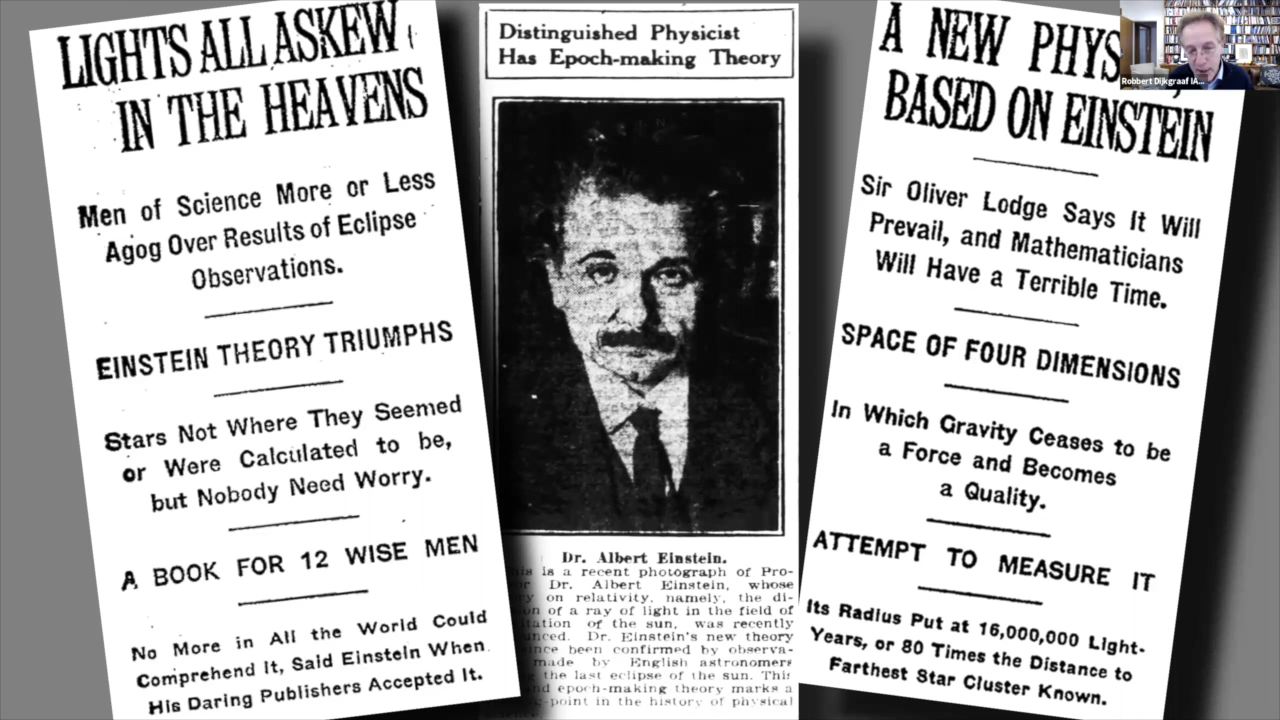 LIGHTS ALL ASKEW
IN THE HEAVENS
Men of Science More or Less
Agog Over Results of Eclipse
Observations.
EINSTEIN THEORY TRIUMPHS
Stars Not Where They Seemed
or Were Calculated to be,
but Nobody Need Worry.
A BOOK FOR 12 WISE MEN
No More in All the World Could
Comprehend It, Said Einstein When
His Daring Publishers Accepted It.
Distinguished Physicist
Has Epoch-making Theory
Dr. Albert Einstein.
is a recent photograph of Pro-
Dr. Albert Einstein, whose
on relativity, namely, the di-
of a ray of light in the field of
of the sun, was recently
Dr. Einstein's new theory
been confirmed by observa-
made by English astronomers
the last eclipse of the sun. This
epoch-making theory marks a
in the history of physical
A NEW PHYS
BASED ON EINSTEIN
Sir Oliver Lodge Says It Will
Prevail, and Mathematicians
Will Have a Terrible Time.
SPACE OF FOUR DIMENSIONS
In Which Gravity Ceases to be
a Force and Becomes
a Quality.
ATTEMPT TO MEASURE IT
Its Radius Put at 16,000,000 Light-
Years, or 80 Times the Distance to
Farthest Star Cluster Known.
Robbert Dijkgraaf IA...